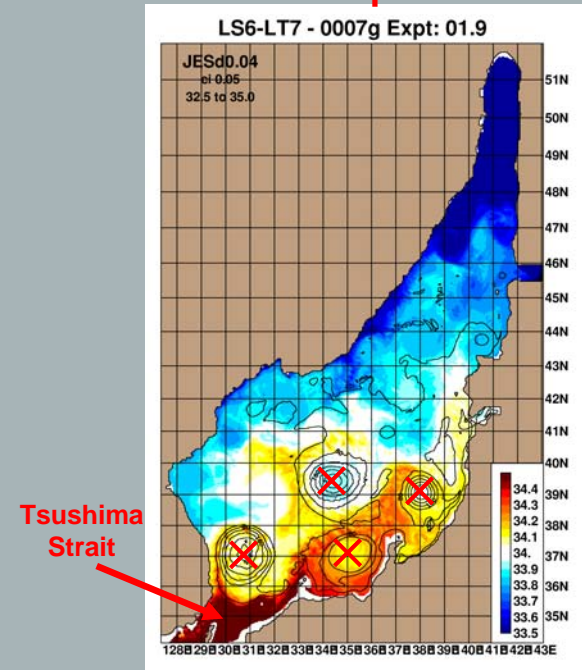 LS6-LT7 - 0007g Expt: 01.9
JESd0.04
ci 0.05
32.5 to 35.0
51N
50N
49N
48N
47N
46N
45N
44N
43N
42N
41N
40N
39N
38N
37N
36N
35N
34.4
34.3
34.2
34.1
34.
33.9
33.8
33.7
33.6
33.5
Tsushima
Strait